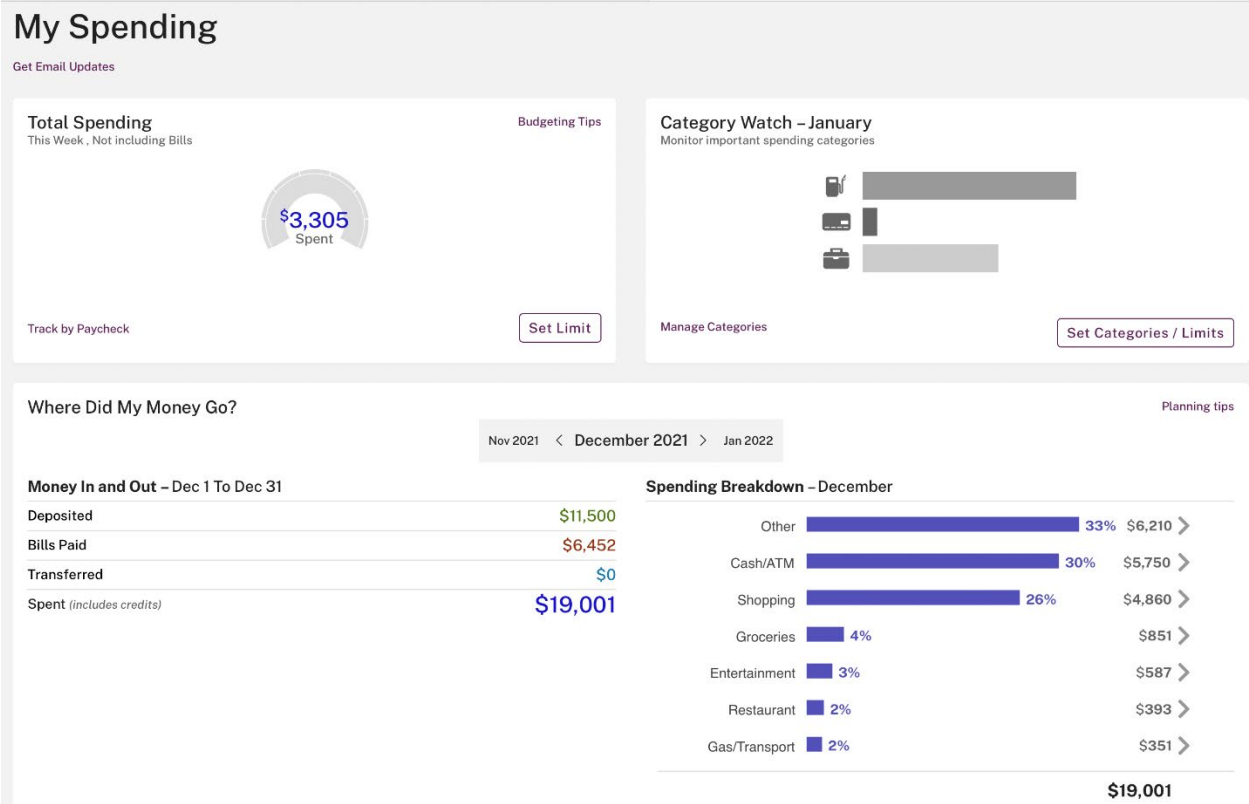 My Spending
Get Email Updates
Total Spending
Budgeting Tips
This Week , Not including Bills
$3,305
Spent
Track by Paycheck
Set Limit
Category Watch – January
Monitor important spending categories
Manage Categories
Set Categories / Limits
Where Did My Money Go?
Planning tips
Nov 2021 < December 2021 > Jan 2022
Money In and Out – Dec 1 To Dec 31
Deposited $11,500
Bills Paid $6,452
Transferred $0
Spent (includes credits) $19,001
Spending Breakdown – December
Other 33% $6,210
Cash/ATM 30% $5,750
Shopping 26% $4,860
Groceries 4% $851
Entertainment 3% $587
Restaurant 2% $393
Gas/Transport 2% $351
$19,001